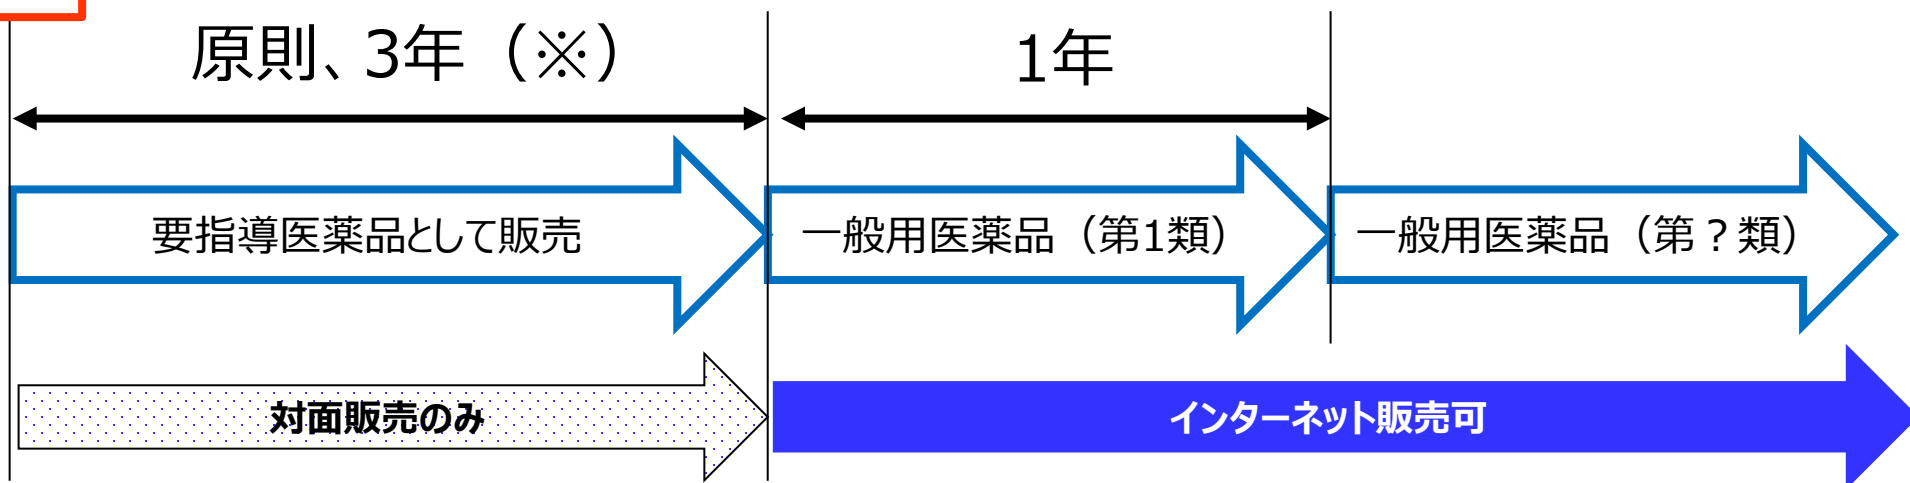 原則、3年（※）
1年
要指導医薬品として販売
一般用医薬品（第1類）
一般用医薬品（第？類）
対面販売のみ
インターネット販売可